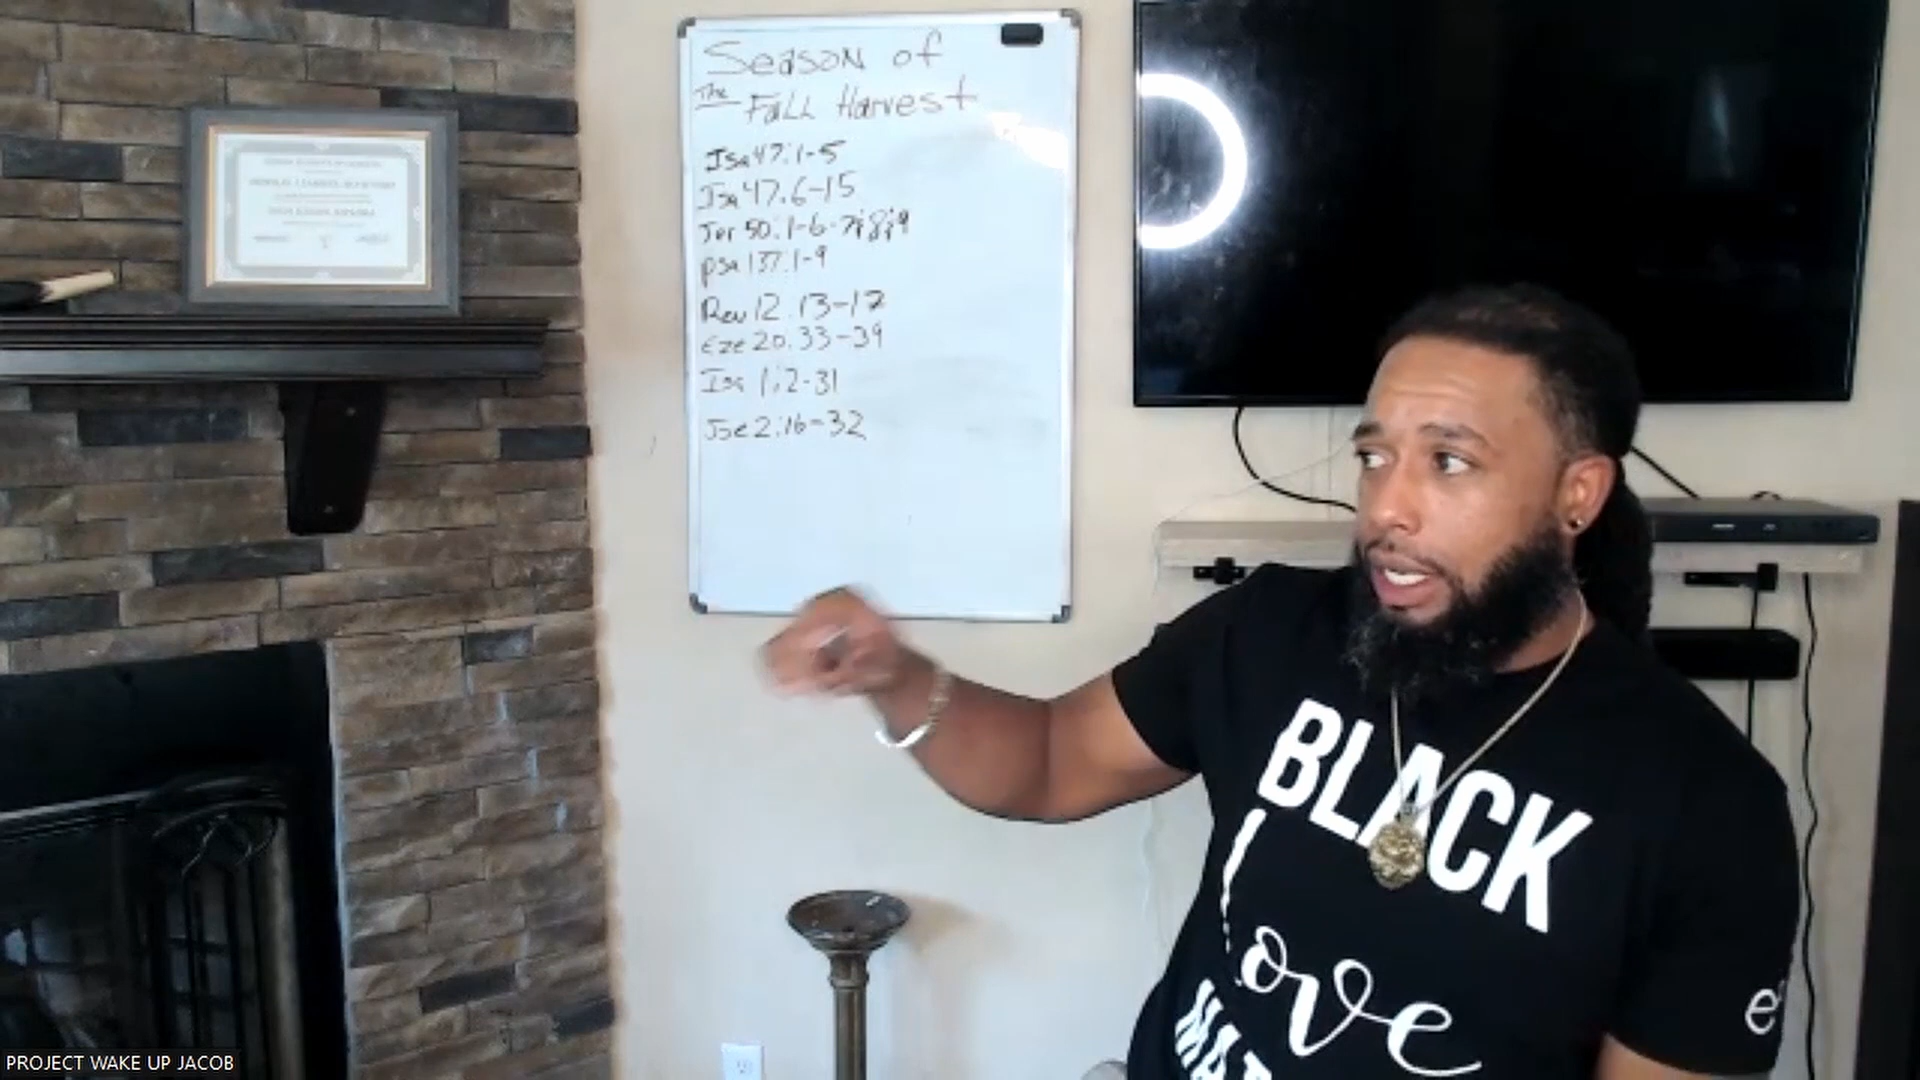 Season of
The Fall Harvest
Isa 47:1-5
Isa 47.6-15
Jer 50:1-6-7;8;9
psa 137:1-9
Rev 12.13-17
Eze 20:33-39
Isa 1:2-31
Joe 2:16-32
BLACK
Love
PROJECT WAKE UP JACOB